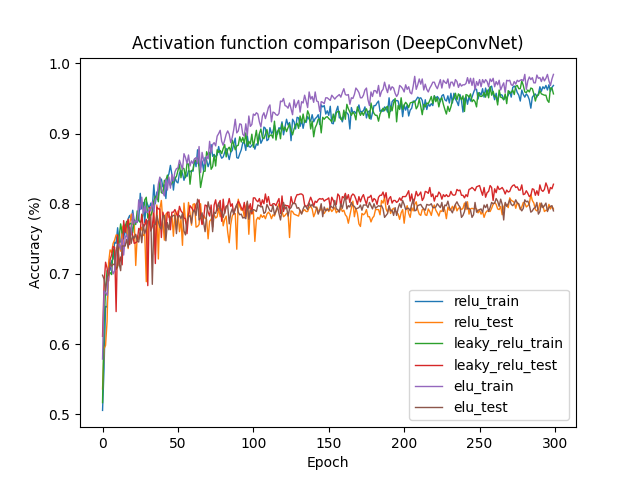 Activation function comparison (DeepConvNet)
Accuracy (%)
1.0
0.9
0.8
0.7
0.6
0.5
relu_train
relu_test
leaky_relu_train
leaky_relu_test
elu_train
elu_test
0 50 100 150 200 250 300
Epoch